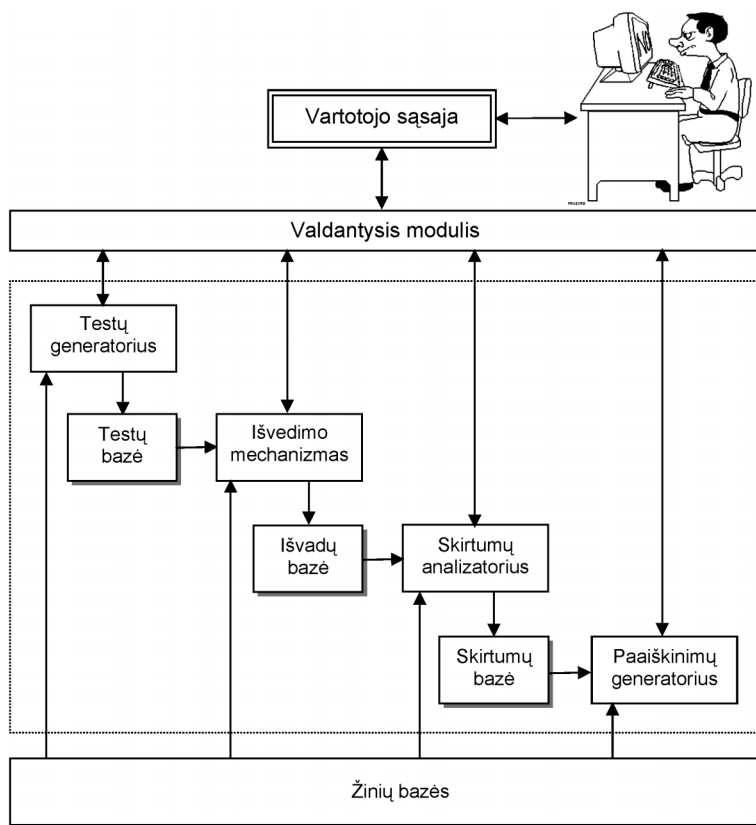 Vartotojo sąsaja
Valdantysis modulis
Testų
generatorius
Testų
bazė
Išvedimo
mechanizmas
Išvadų
bazė
Skirtumų
analizatorius
Skirtumų
bazė
Paaiškinimų
generatorius
Žinių bazės